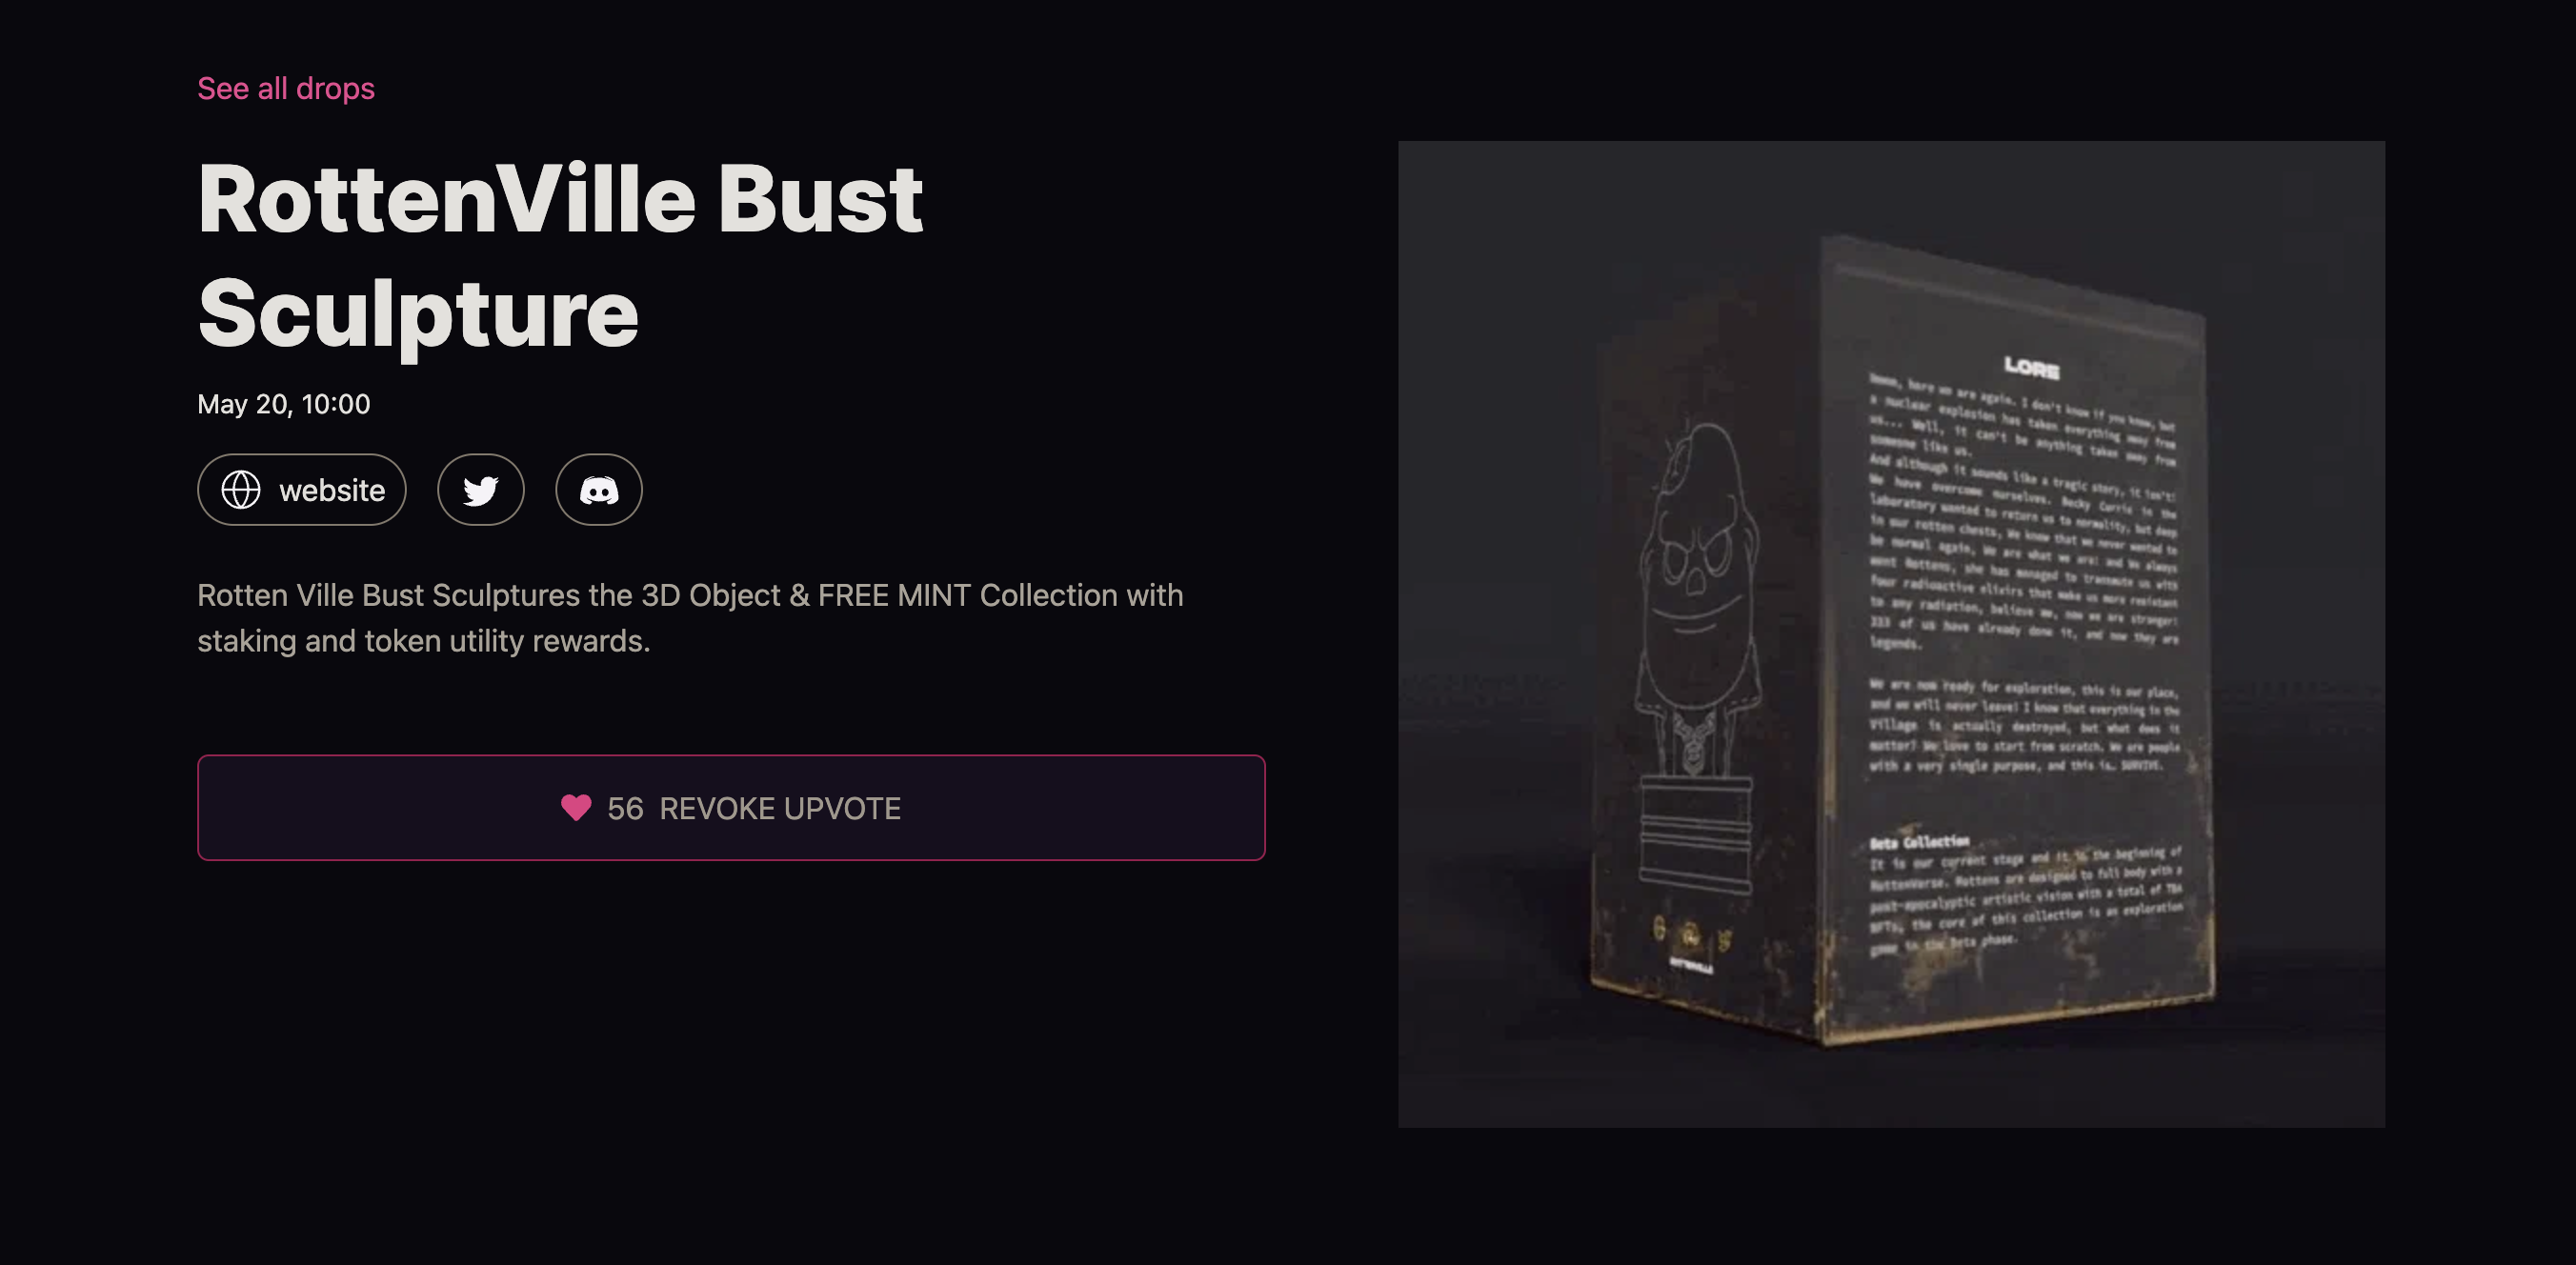 See all drops
RottenVille Bust
Sculpture
May 20, 10:00
website
Rotten Ville Bust Sculptures the 3D Object & FREE MINT Collection with
staking and token utility rewards.
56 REVOKE UPVOTE
LORE
here we are again. I don't know if you know, but
a nuclear explosion has taken everything away from
us... Well, it can't be anything taken away from
someone like us.
And although it sounds like a tragic story, it isn't!
We have overcome ourselves. Becky Currie in the
laboratory wanted to return us to normality, but deep
in our rotten chests, We know that we never wanted to
be normal again, We are what we are! and We always
want Rottens, she has managed to transmute us with
four radioactive elixirs that make us more resistant
to any radiation, believe me, now we are stronger!
333 of us have already done it, and now they are
legends.
We are now ready for exploration, this is our place,
and we will never leave! I know that everything in the
Village is actually destroyed, but what does it
matter? We love to start from scratch. We are people
with a very single purpose, and this is… SURVIVE.
Beta Collection
It is our current stage and it is the beginning of
RottenVerse. Rottens are designed to full body with a
post-apocalyptic artistic vision with a total of TBA
NFTs, the core of this collection is an exploration
game in the Beta phase.
ROTTENVILLE